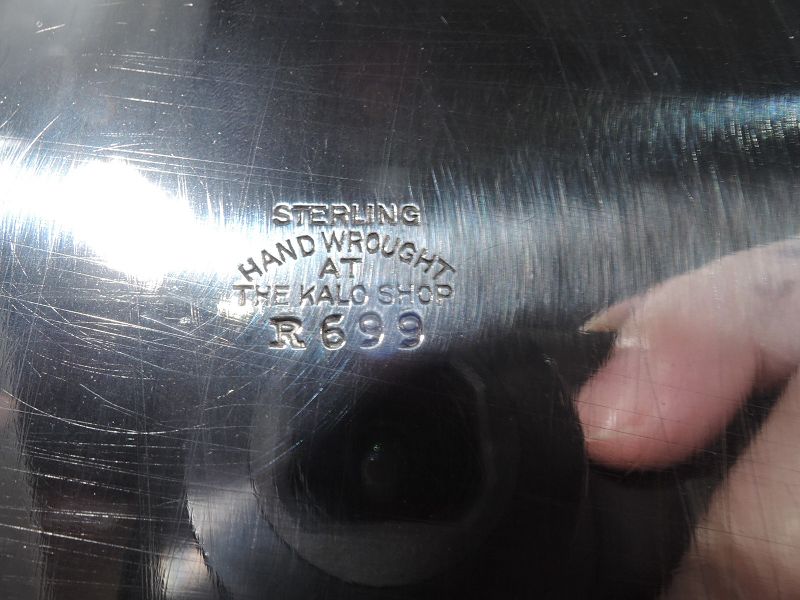 STERLING
HAND WROUGHT
AT
THE KALO SHOP
R699